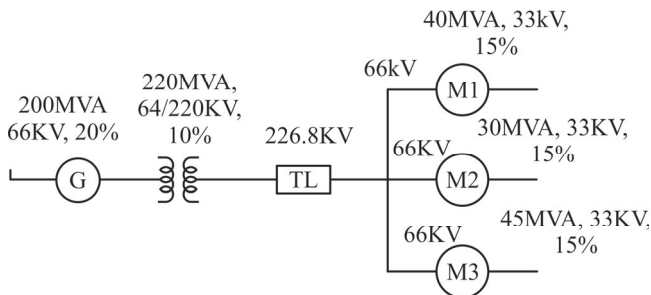 40MVA, 33kV,
15%
66kV
M1
200MVA
66KV, 20%
G
220MVA,
64/220KV,
10%
226.8KV
TL
30MVA, 33KV,
15%
66KV
M2
45MVA, 33KV,
15%
66KV
M3